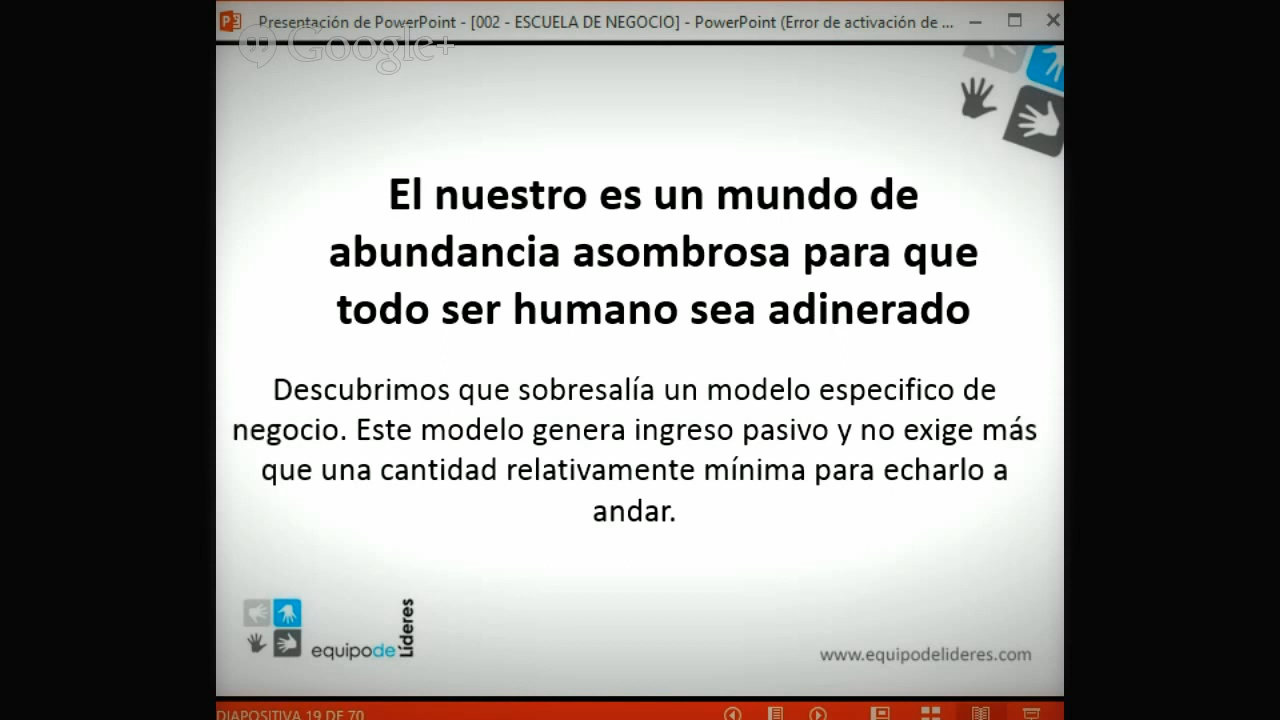 Presentación de PowerPoint - [002 - ESCUELA DE NEGOCIO] - PowerPoint (Error de activación de ...
Google+
El nuestro es un mundo de
abundancia asombrosa para que
todo ser humano sea adinerado
Descubrimos que sobresalía un modelo especifico de
negocio. Este modelo genera ingreso pasivo y no exige más
que una cantidad relativamente mínima para echarlo a
andar.
equipode Líderes
www.equipodelideres.com
DIAPOSITIVA 19 DE 70